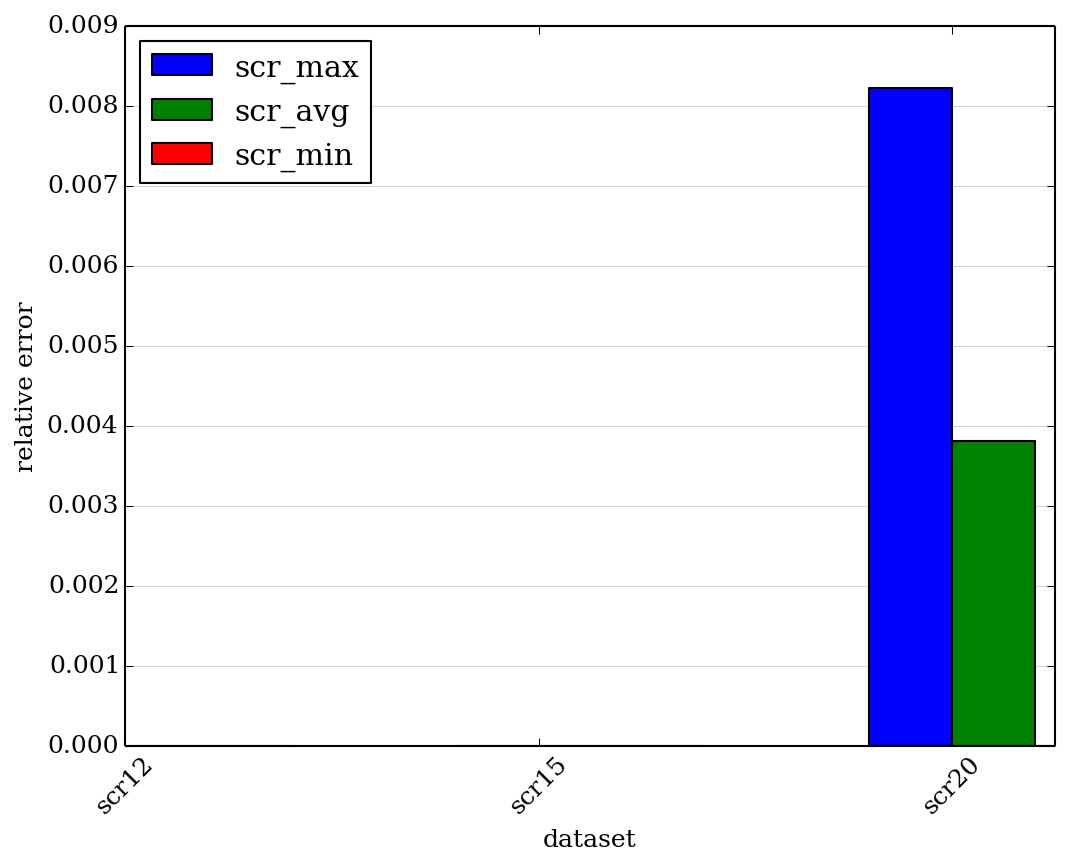 0.009
0.008
0.007
0.006
0.005
0.004
0.003
0.002
0.001
0.000
relative error
scr_max
scr_avg
scr_min
scr12
scr15
scr20
dataset